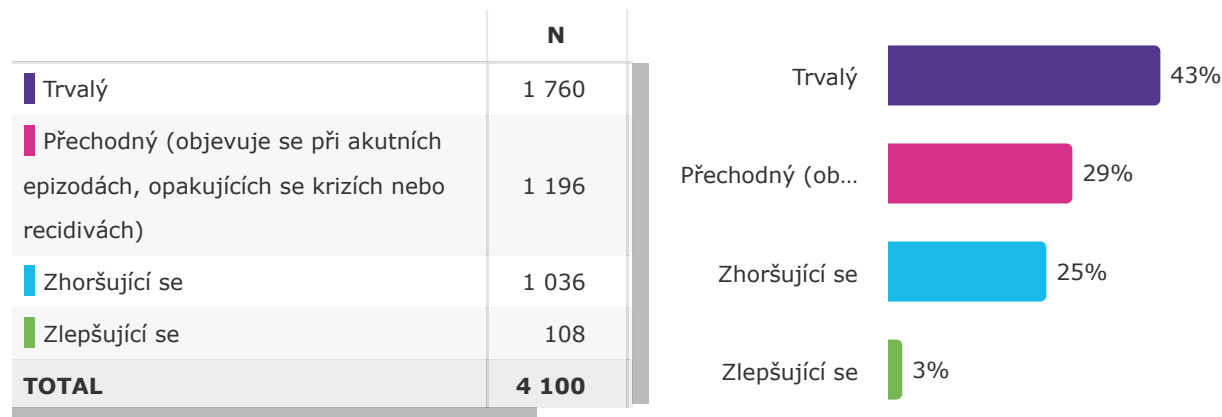 N
Trvalý 1 760
Přechodný (objevuje se při akutních
epizodách, opakujících se krizích nebo
recidivách) 1 196
Zhoršující se 1 036
Zlepšující se 108
TOTAL 4 100
Trvalý 43%
Přechodný (ob... 29%
Zhoršující se 25%
Zlepšující se 3%